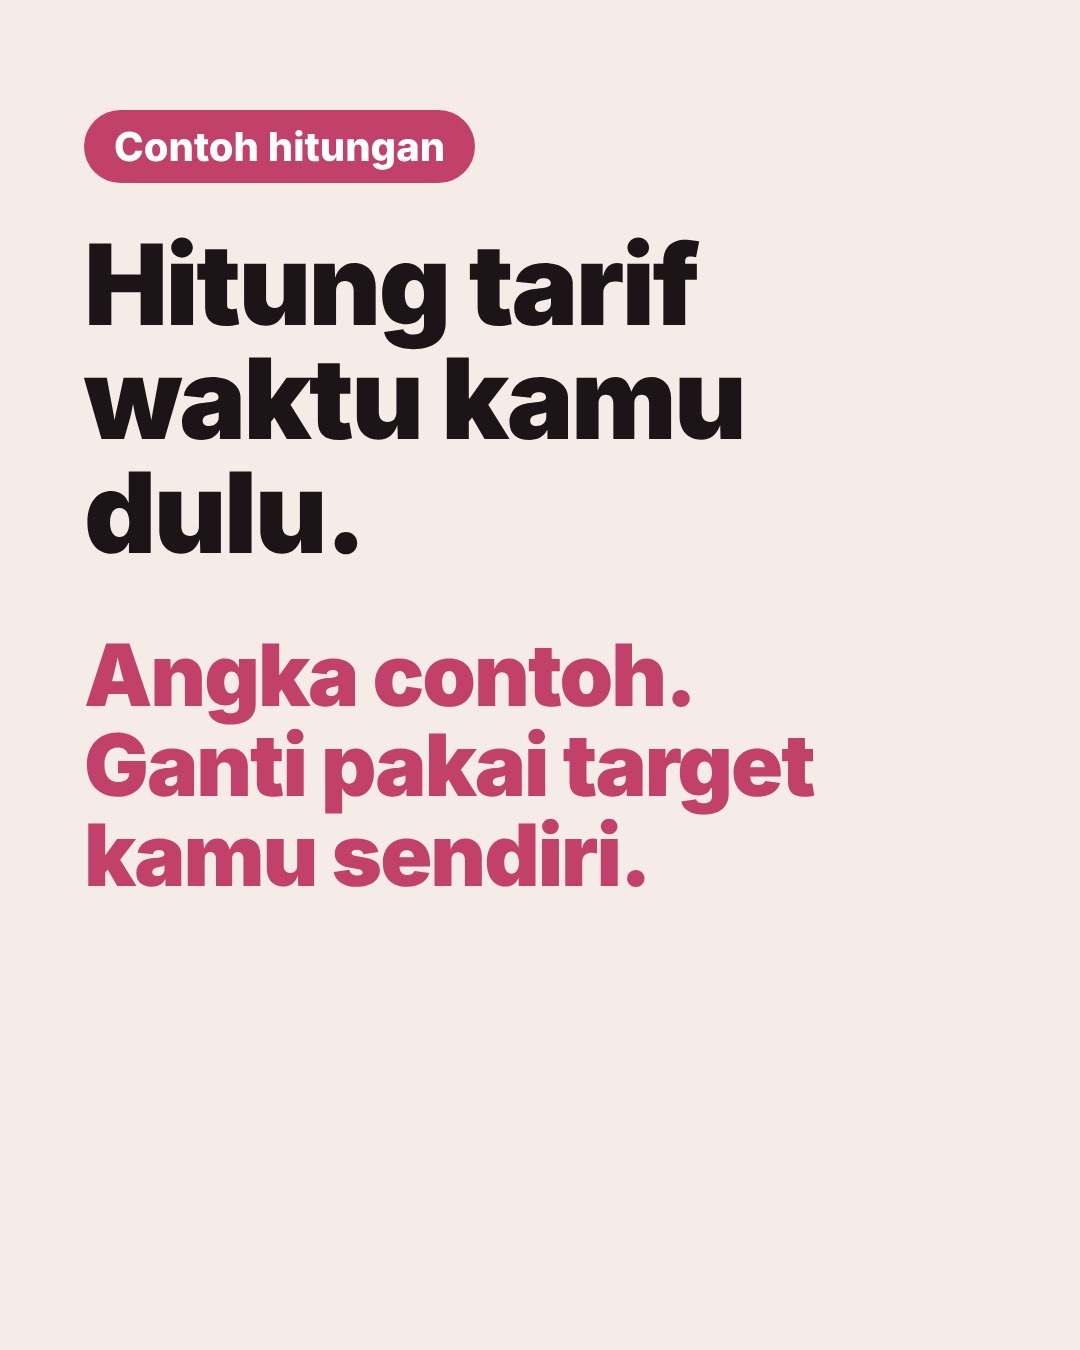 Contoh hitungan
Hitung tarif
waktu kamu
dulu.
Angka contoh.
Ganti pakai target
kamu sendiri.